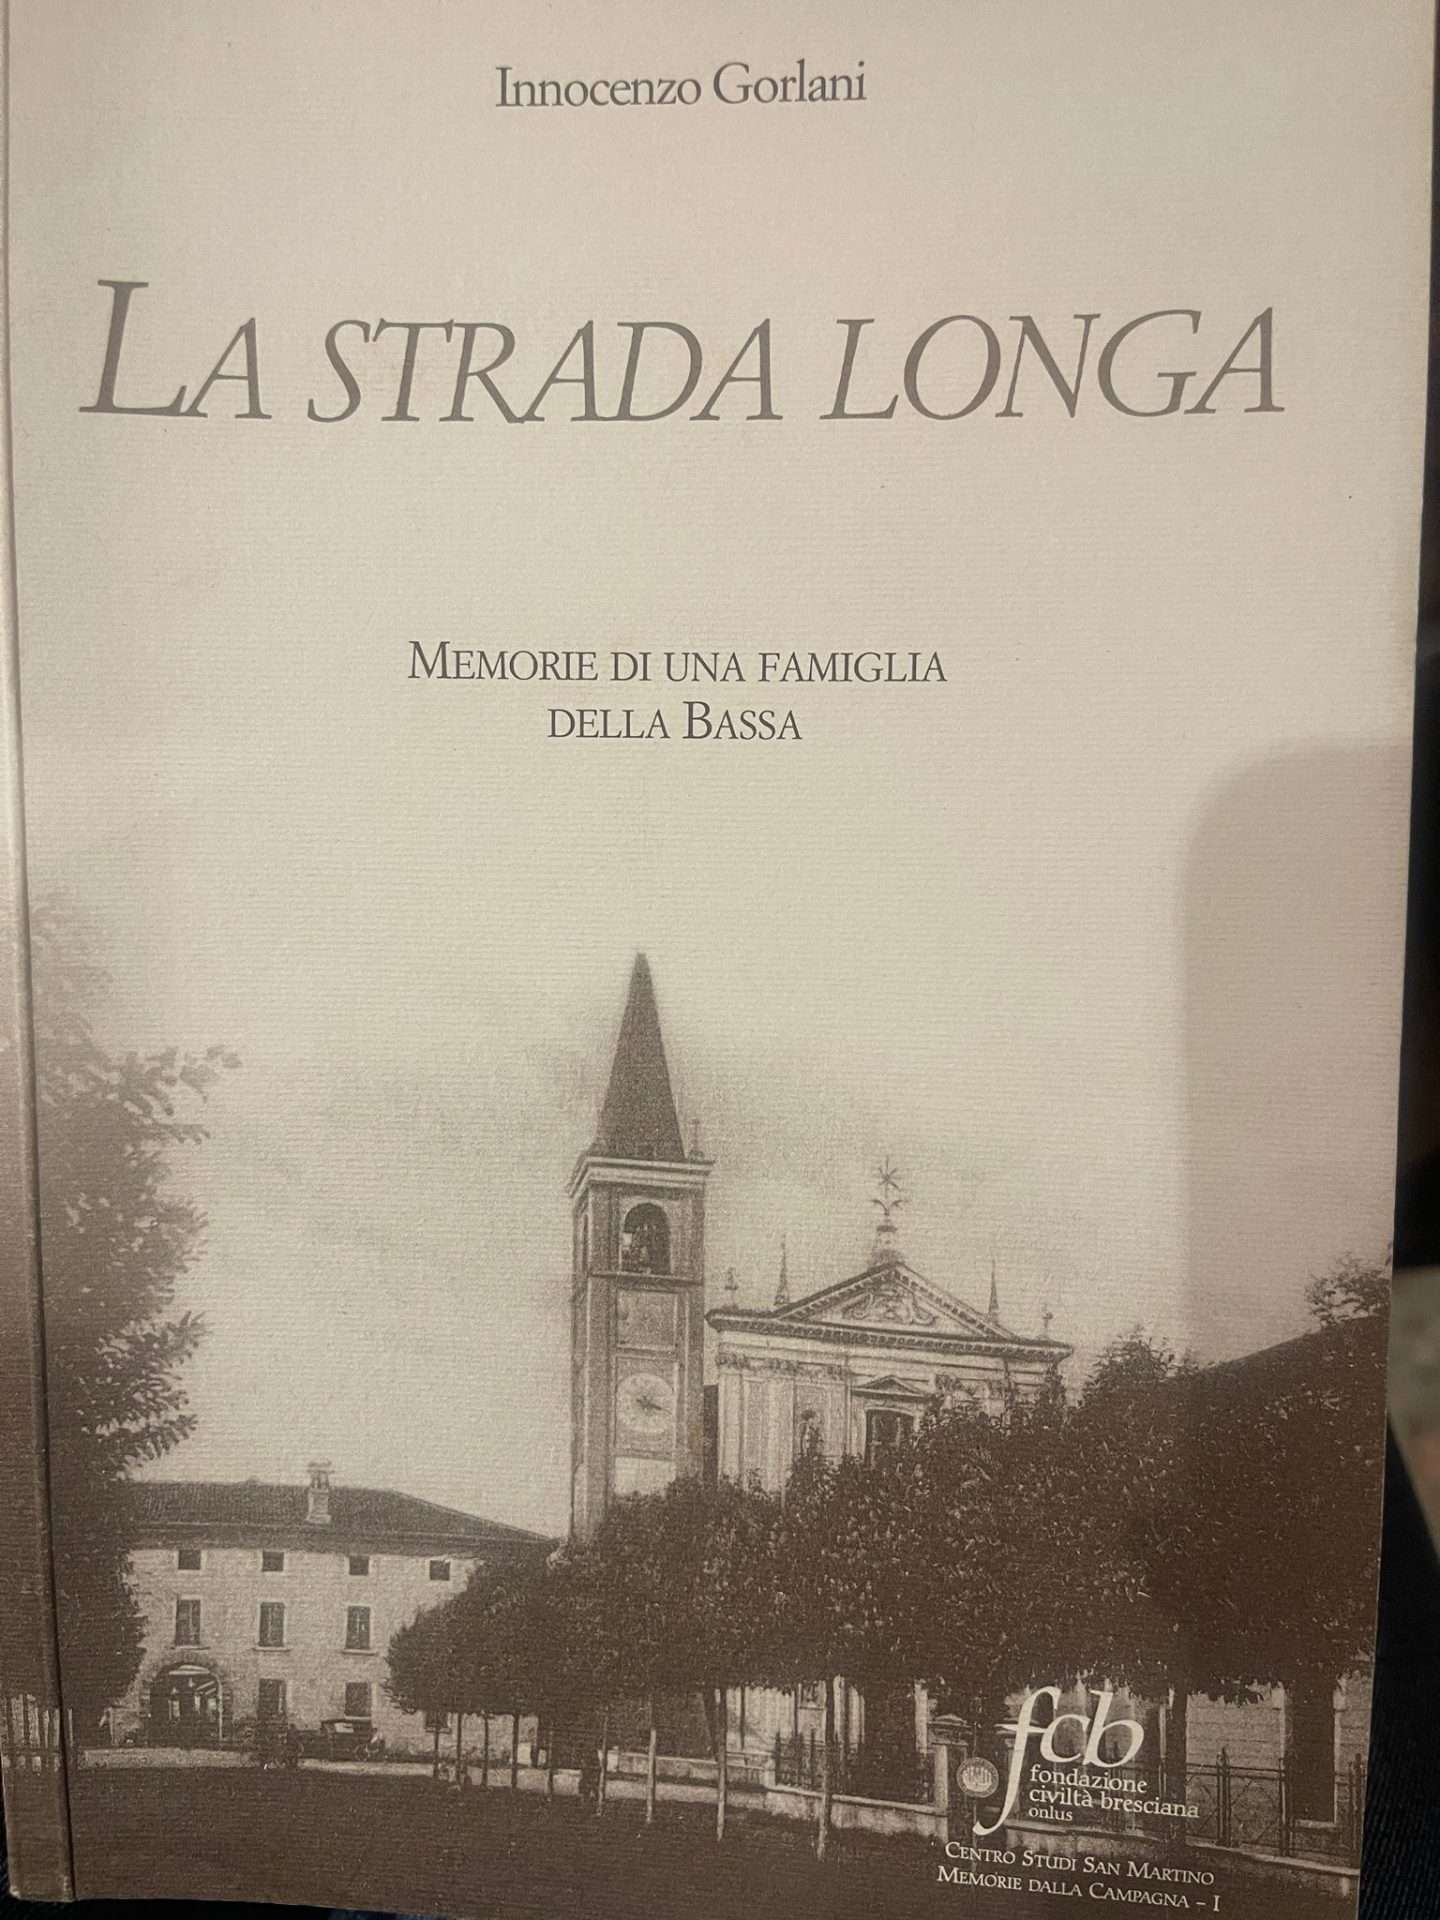 Innocenzo Gorlani
LA STRADA LONGA
MEMORIE DI UNA FAMIGLIA
DELLA BASSA
fcb
fondazione
civiltà bresciana
onlus
CENTRO STUDI SAN MARTINO
MEMORIE DALLA CAMPAGNA – I